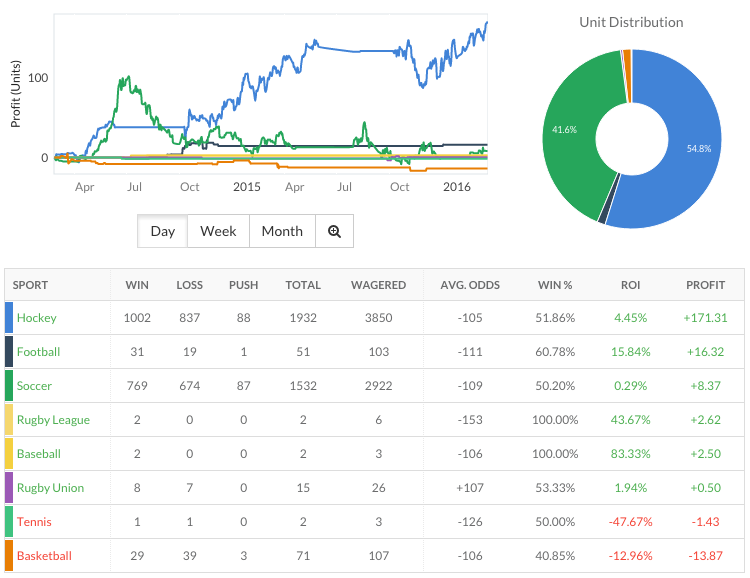 Unit Distribution
Profit (Units)
100
0
Apr Jul Oct 2015 Apr Jul Oct 2016
41.6%
54.8%
Day Week Month
SPORT WIN LOSS PUSH TOTAL WAGERED AVG. ODDS WIN % ROI PROFIT
Hockey 1002 837 88 1932 3850 -105 51.86% 4.45% +171.31
Football 31 19 1 51 103 -111 60.78% 15.84% +16.32
Soccer 769 674 87 1532 2922 -109 50.20% 0.29% +8.37
Rugby League 2 0 0 2 6 -153 100.00% 43.67% +2.62
Baseball 2 0 0 2 3 -106 100.00% 83.33% +2.50
Rugby Union 8 7 0 15 26 +107 53.33% 1.94% +0.50
Tennis 1 1 0 2 3 -126 50.00% -47.67% -1.43
Basketball 29 39 3 71 107 -106 40.85% -12.96% -13.87